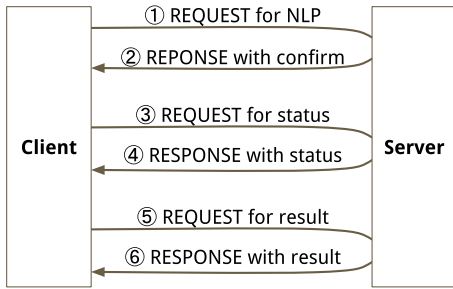 ① REQUEST for NLP
② REPONSE with confirm
③ REQUEST for status
Client
Server
④ RESPONSE with status
⑤ REQUEST for result
⑥ RESPONSE with result